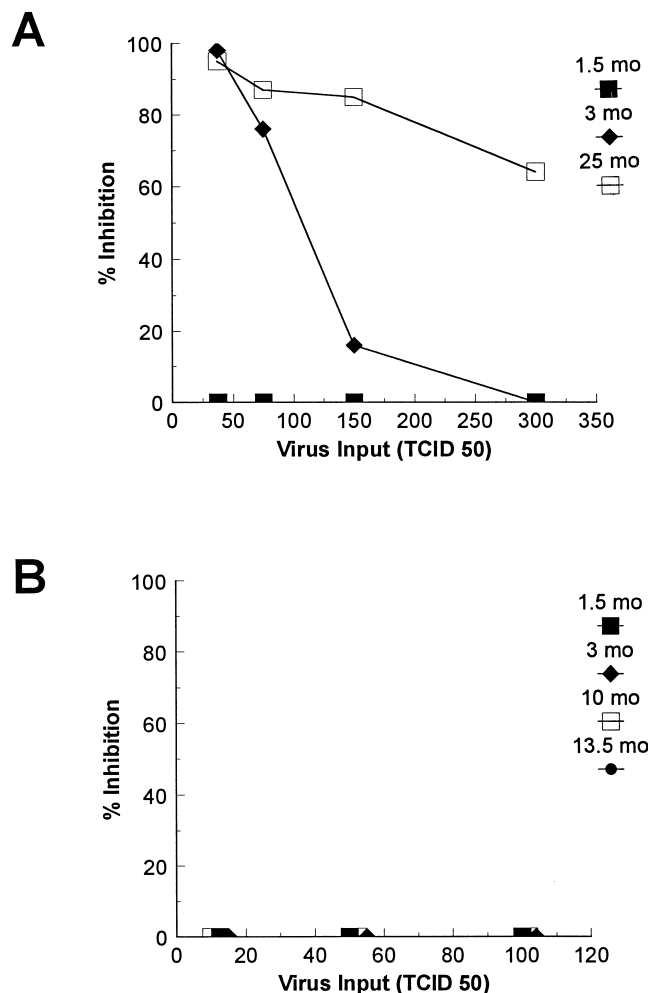 A
100
80
60
40
20
0
% Inhibition
0 50 100 150 200 250 300 350
Virus Input (TCID 50)
1.5 mo
3 mo
25 mo
B
100
80
60
40
20
0
% Inhibition
0 20 40 60 80 100 120
Virus Input (TCID 50)
1.5 mo
3 mo
10 mo
13.5 mo